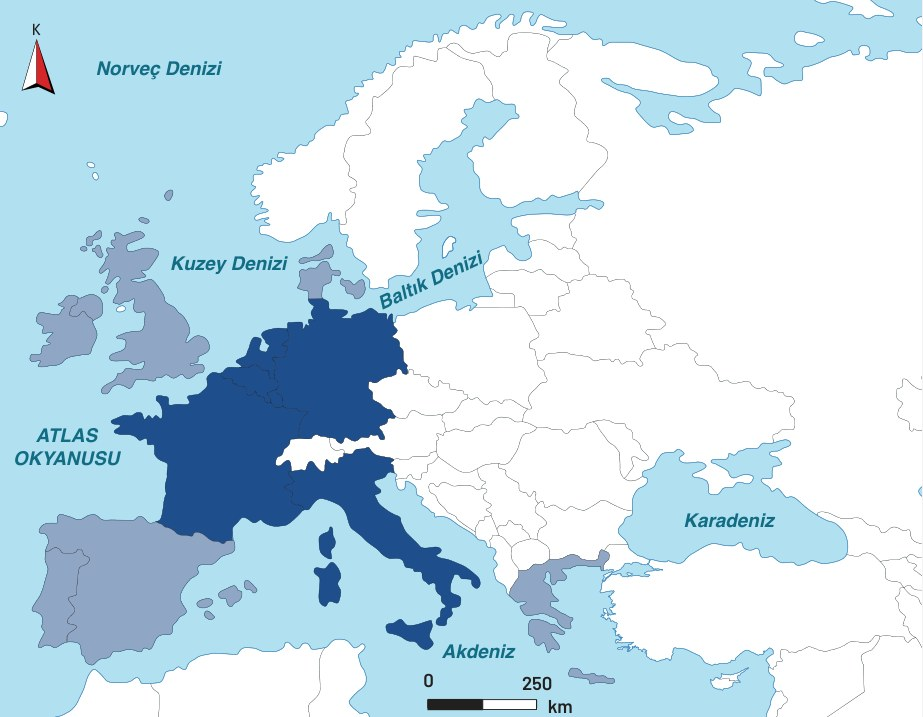 K
Norveç Denizi
Kuzey Denizi
Baltık Denizi
ATLAS
OKYANUSU
Karadeniz
Akdeniz
0 250
km